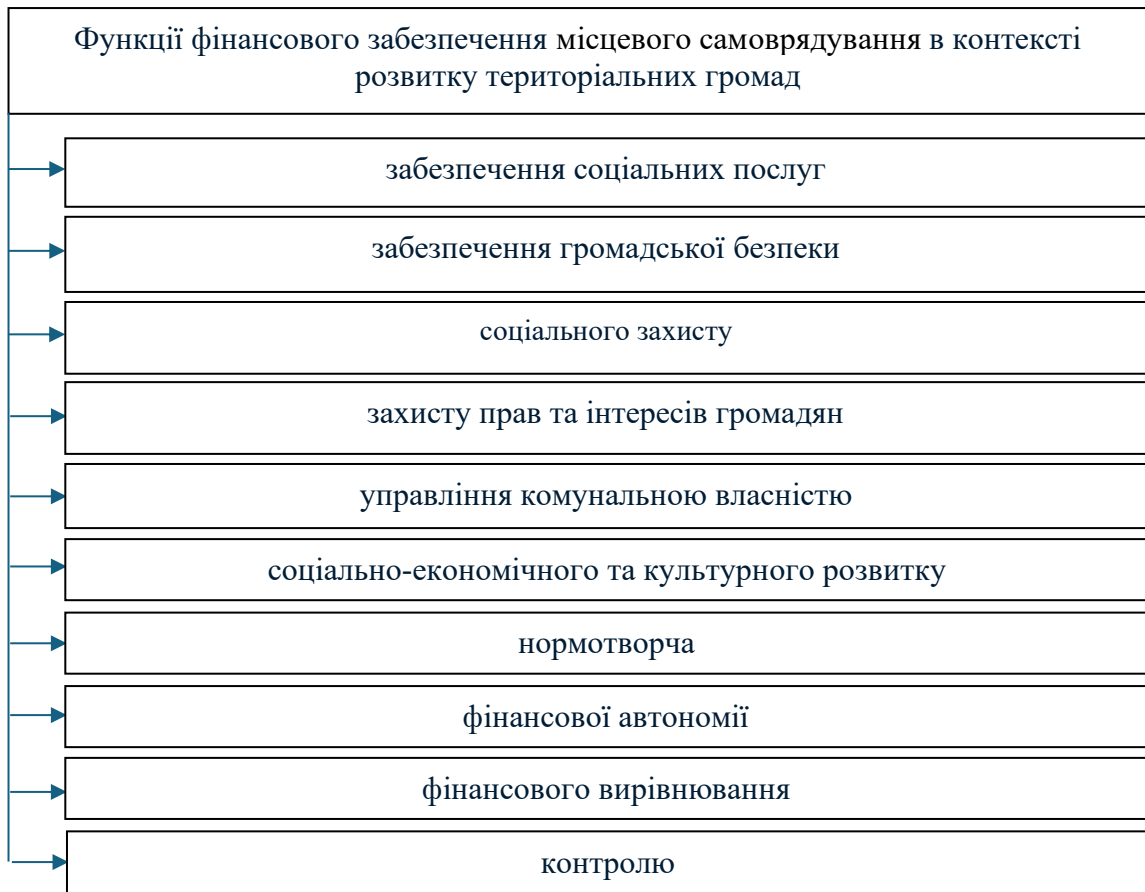 Функції фінансового забезпечення місцевого самоврядування в контексті
розвитку територіальних громад
забезпечення соціальних послуг
забезпечення громадської безпеки
соціального захисту
захисту прав та інтересів громадян
управління комунальною власністю
соціально-економічного та культурного розвитку
нормотворча
фінансової автономії
фінансового вирівнювання
контролю